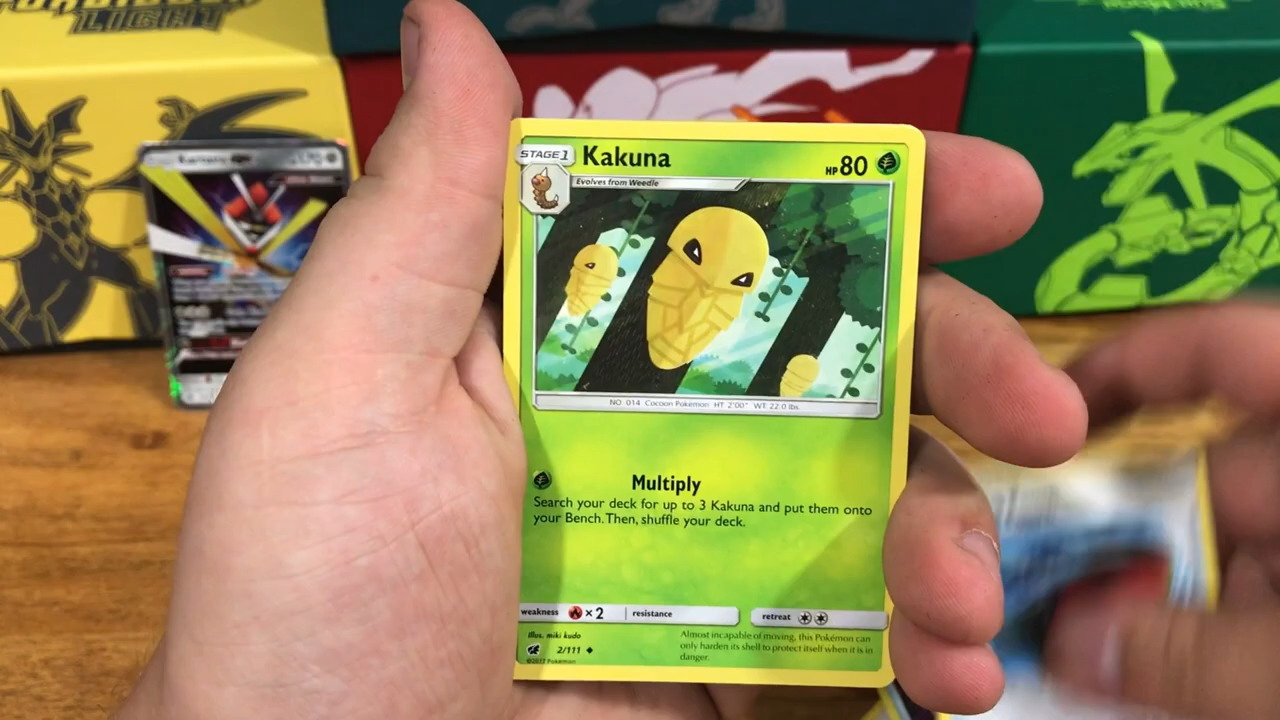 LIGHT
STAGE1 Kakuna HP 80
Evolves from Weedle
NO. 014 Cocoon Pokémon HT: 2'00" WT: 22.0 lbs.
Multiply
Search your deck for up to 3 Kakuna and put them onto
your Bench. Then, shuffle your deck.
weakness ×2 resistance retreat
Illus. miki kudo
2/111
©2017 Pokémon
Almost incapable of moving, this Pokémon can
only harden its shell to protect itself when it is in
danger.